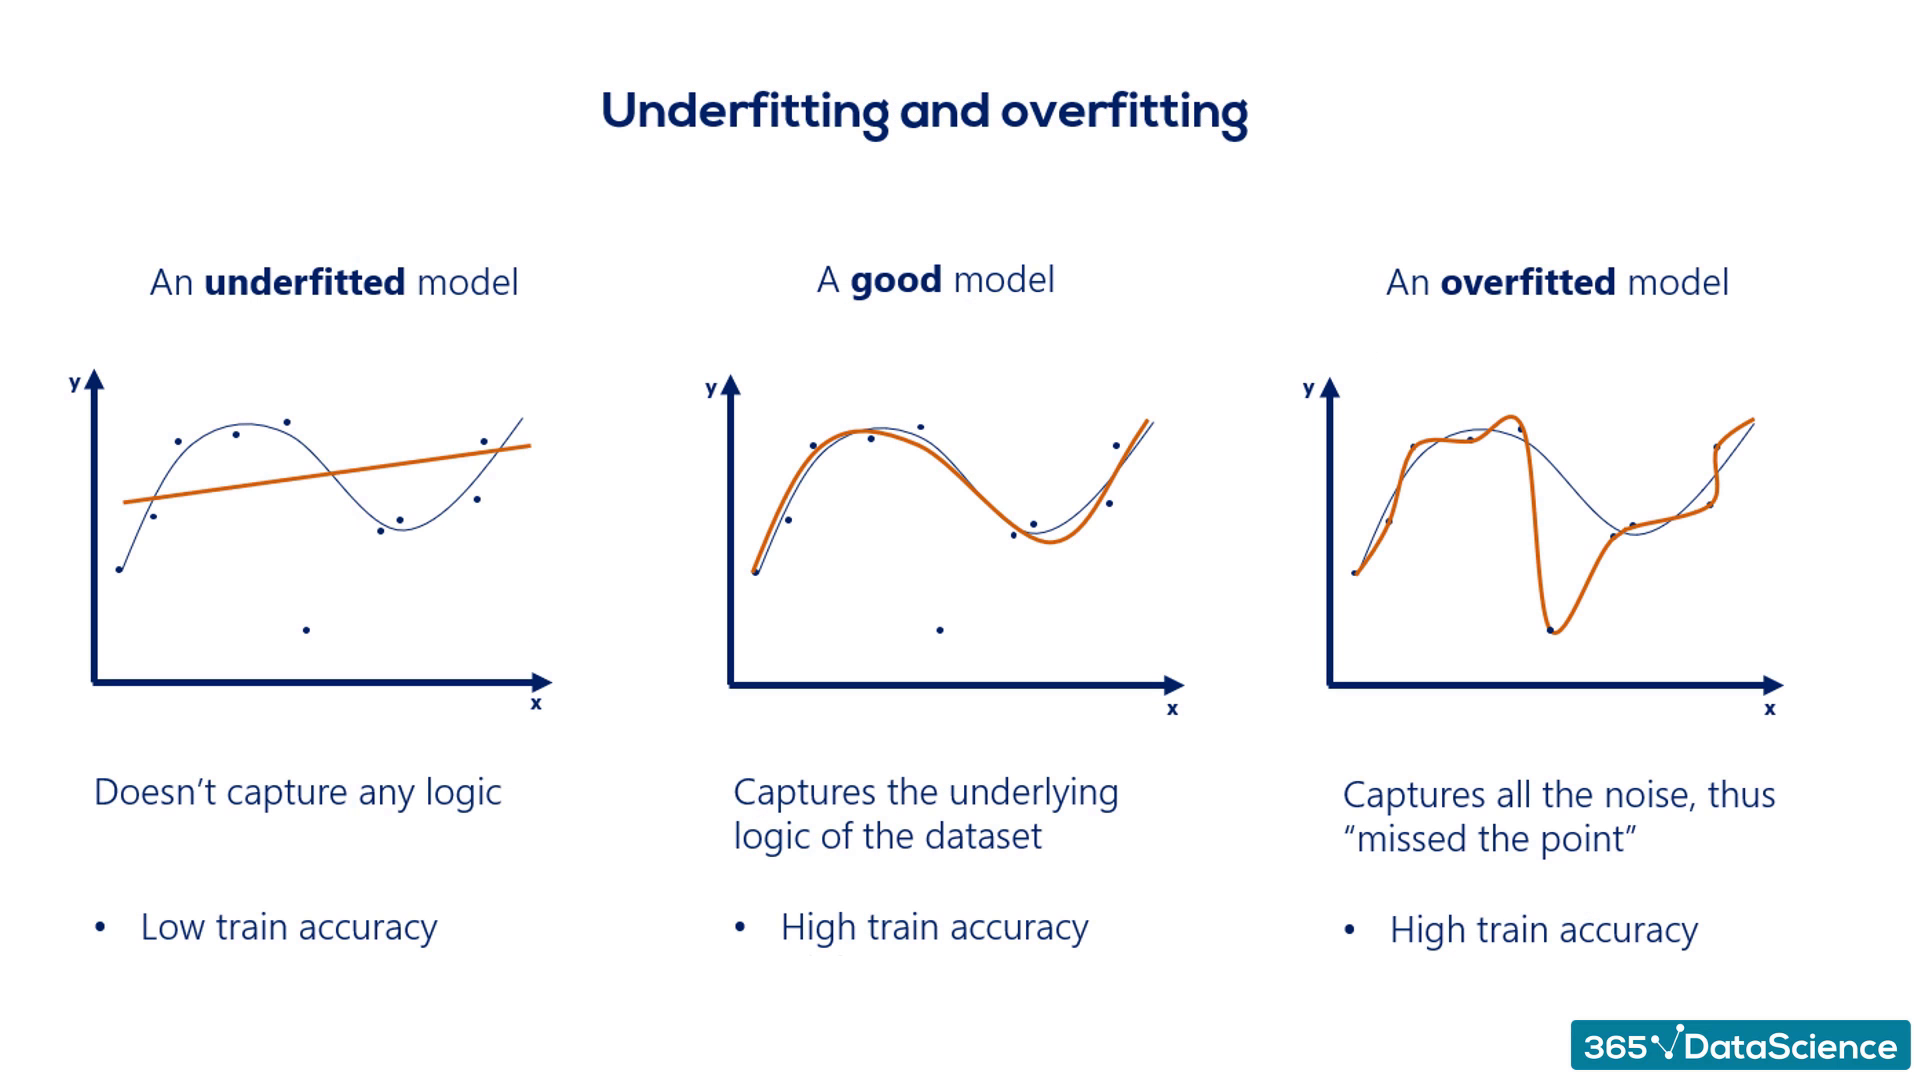 Underfitting and overfitting
An underfitted model
A good model
An overfitted model
y
x
y
x
y
x
Doesn’t capture any logic
Captures the underlying
logic of the dataset
Captures all the noise, thus
“missed the point”
• Low train accuracy
• High train accuracy
• High train accuracy
365 DataScience